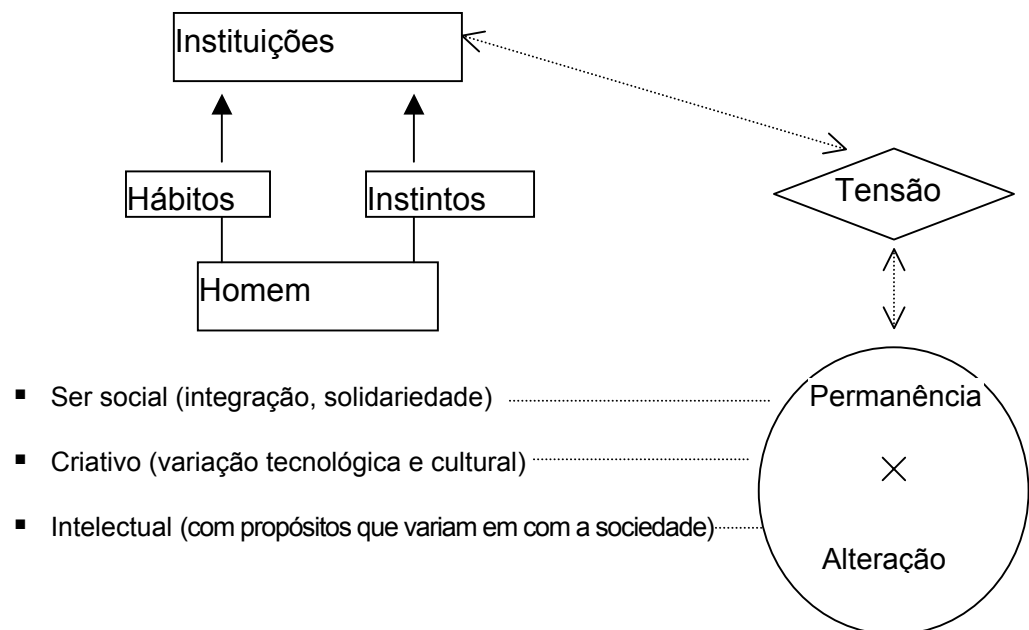 Instituições
Tensão
Hábitos
Instintos
Homem
▪ Ser social (integração, solidariedade)
▪ Criativo (variação tecnológica e cultural)
▪ Intelectual (com propósitos que variam em com a sociedade)
Permanência
×
Alteração